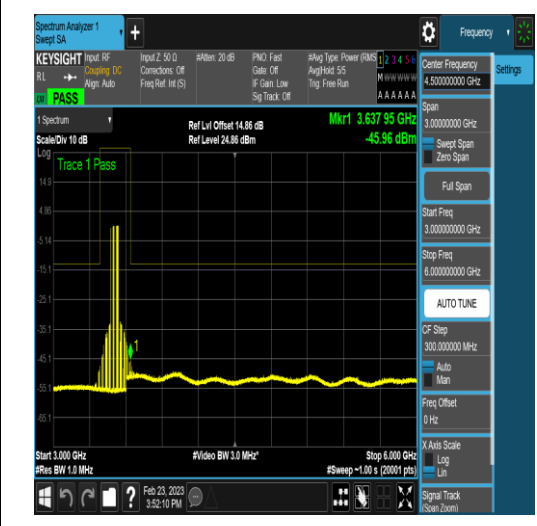 Spectrum Analyzer 1
Swept SA
Frequency
KEYSIGHT
RL
Input: RF
Coupling: DC
Align: Auto
Input Z: 50 Ω
Corrections: Off
Freq Ref: Int (S)
#Atten: 20 dB
PNO: Fast
Gate: Off
IF Gain: Low
Sig Track: Off
#Avg Type: Power (RMS
Avg|Hold: 5/5
Trig: Free Run
1 2 3 4 5 6
M W W W W W
A A A A A A
PASS
1 Spectrum
Scale/Div 10 dB
Ref Lvl Offset 14.86 dB
Ref Level 24.86 dBm
Mkr1 3.637 95 GHz
-45.96 dBm
Log
Trace 1 Pass
14.9
4.86
-5.14
-15.1
-25.1
-35.1
-45.1
-55.1
-65.1
1
Start 3.000 GHz
#Res BW 1.0 MHz
#Video BW 3.0 MHz*
Stop 6.000 GHz
#Sweep ~1.00 s (20001 pts)
Feb 23, 2023
3:52:10 PM
?
Center Frequency
4.500000000 GHz
Settings
Span
3.00000000 GHz
Swept Span
Zero Span
Full Span
Start Freq
3.000000000 GHz
Stop Freq
6.000000000 GHz
AUTO TUNE
CF Step
300.000000 MHz
Auto
Man
Freq Offset
0 Hz
X Axis Scale
Log
Lin
Signal Track
(Span Zoom)